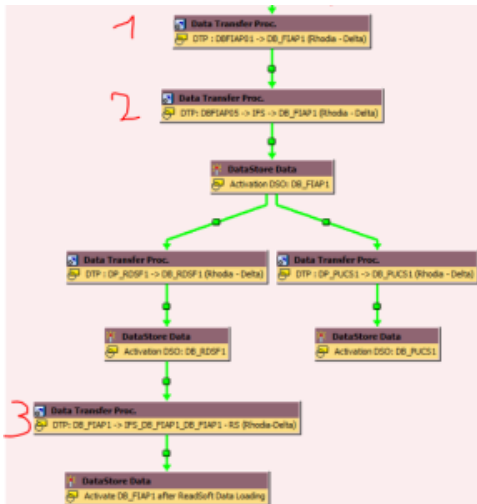 1
Data Transfer Proc.
DTP : DBFIAP01 -> DB_FIAP1 (Rhodia - Delta)
2
Data Transfer Proc.
DTP: DBFIAP05 -> IFS -> DB_FIAP1 (Rhodia - Delta)
DataStore Data
Activation DSO: DB_FIAP1
Data Transfer Proc.
DTP : DP_RDSF1 -> DB_RDSF1 (Rhodia - Delta)
Data Transfer Proc.
DTP : DP_PUCS1 -> DB_PUCS1 (Rhodia - Delta)
DataStore Data
Activation DSO: DB_RDSF1
DataStore Data
Activation DSO: DB_PUCS1
3
Data Transfer Proc.
DTP: DB_FIAP1 -> IFS_DB_FIAP1_DB_FIAP1 - RS (Rhodia-Delta)
DataStore Data
Activate DB_FIAP1 after ReadSoft Data Loading